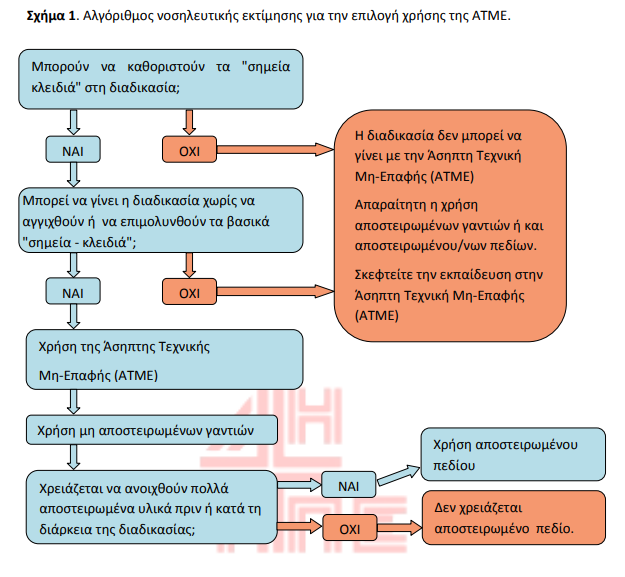 Σχήμα 1. Αλγόριθμος νοσηλευτικής εκτίμησης για την επιλογή χρήσης της ΑΤΜΕ.
Μπορούν να καθοριστούν τα "σημεία
κλειδιά" στη διαδικασία;
ΝΑΙ
ΟΧΙ
Η διαδικασία δεν μπορεί να
γίνει με την Άσηπτη Τεχνική
Μη-Επαφής (ΑΤΜΕ)
Απαραίτητη η χρήση
αποστειρωμένων γαντιών ή και
αποστειρωμένου/νων πεδίων.
Σκεφτείτε την εκπαίδευση στην
Άσηπτη Τεχνική Μη-Επαφής
(ΑΤΜΕ)
Μπορεί να γίνει η διαδικασία χωρίς να
αγγιχθούν ή  να επιμολυνθούν τα βασικά
"σημεία - κλειδιά";
ΝΑΙ
ΟΧΙ
Χρήση της Άσηπτης Τεχνικής
Μη-Επαφής (ΑΤΜΕ)
Χρήση μη αποστειρωμένων γαντιών
Χρειάζεται να ανοιχθούν πολλά
αποστειρωμένα υλικά πριν ή κατά τη
διάρκεια της διαδικασίας;
ΝΑΙ
Χρήση αποστειρωμένου
πεδίου
ΟΧΙ
Δεν χρειάζεται
αποστειρωμένο  πεδίο.